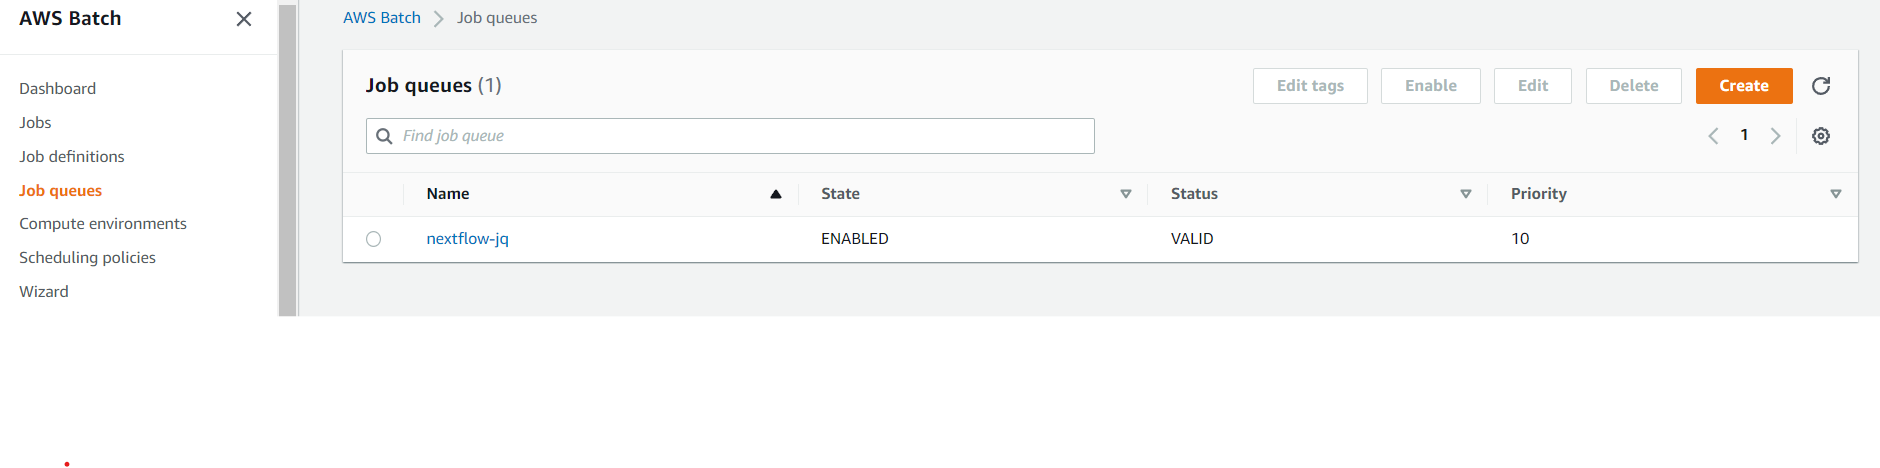 AWS Batch
Dashboard
Jobs
Job definitions
Job queues
Compute environments
Scheduling policies
Wizard
AWS Batch Job queues
Job queues (1)
Edit tags Enable Edit Delete Create
Find job queue
1
Name State Status Priority
nextflow-jq ENABLED VALID 10